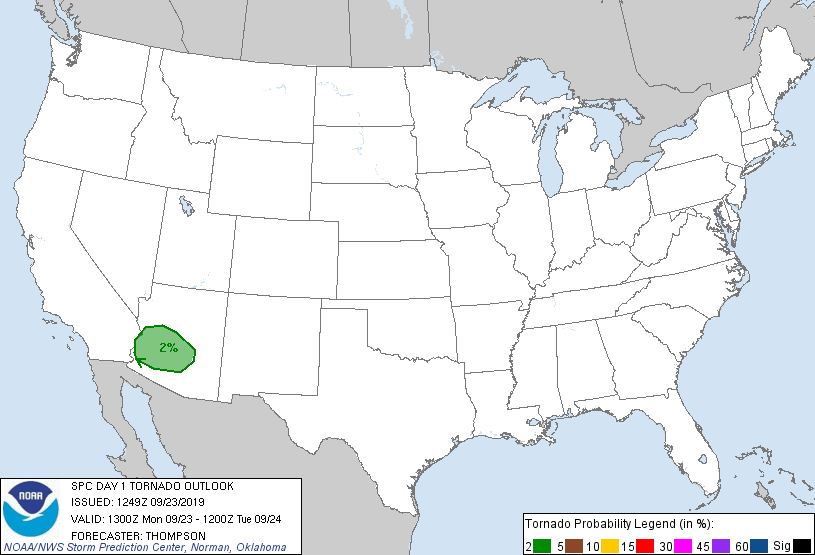 2%
SPC DAY 1 TORNADO OUTLOOK
ISSUED: 1249Z 09/23/2019
VALID: 1300Z Mon 09/23 - 1200Z Tue 09/24
FORECASTER: THOMPSON
NOAA/NWS Storm Prediction Center, Norman, Oklahoma
NOAA
Tornado Probability Legend (in %):
2 5 10 15 30 45 60 Sig